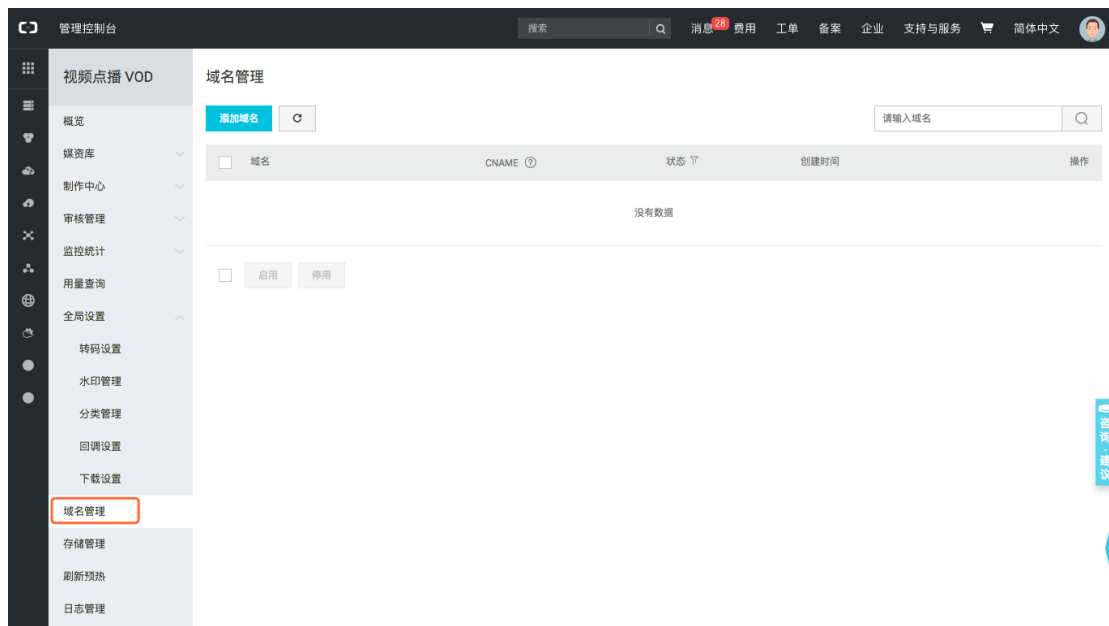 管理控制台 搜索 消息 28 费用 工单 备案 企业 支持与服务 简体中文
视频点播 VOD
概览
媒资库
制作中心
审核管理
监控统计
用量查询
全局设置
转码设置
水印管理
分类管理
回调设置
下载设置
域名管理
存储管理
刷新预热
日志管理
域名管理
添加域名 请输入域名
域名 CNAME ? 状态 创建时间 操作
没有数据
启用 停用
咨询·建议